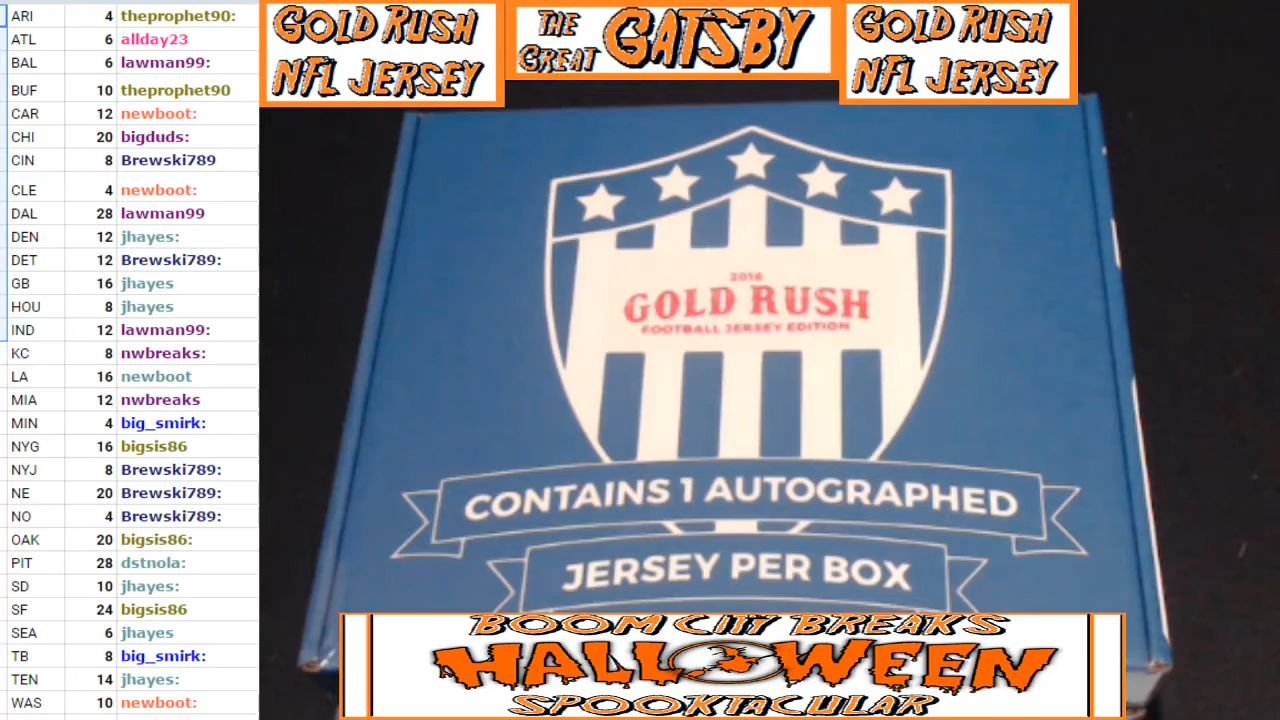 ARI 4 theprophet90:
ATL 6 allday23
BAL 6 lawman99:
BUF 10 theprophet90
CAR 12 newboot:
CHI 20 bigduds:
CIN 8 Brewski789
CLE 4 newboot:
DAL 28 lawman99
DEN 12 jhayes:
DET 12 Brewski789:
GB 16 jhayes
HOU 8 jhayes
IND 12 lawman99:
KC 8 nwbreaks:
LA 16 newboot
MIA 12 nwbreaks
MIN 4 big_smirk:
NYG 16 bigsis86
NYJ 8 Brewski789:
NE 20 Brewski789:
NO 4 Brewski789:
OAK 20 bigsis86:
PIT 28 dstnola:
SD 10 jhayes:
SF 24 bigsis86
SEA 6 jhayes
TB 8 big_smirk:
TEN 14 jhayes:
WAS 10 newboot:
GOLD RUSH
NFL JERSEY
THE GREAT GATSBY
GOLD RUSH
NFL JERSEY
2016
GOLD RUSH
FOOTBALL JERSEY EDITION
CONTAINS 1 AUTOGRAPHED
JERSEY PER BOX
BOOM CITY BREAKS
HALLOWEEN
SPOOKTACULAR